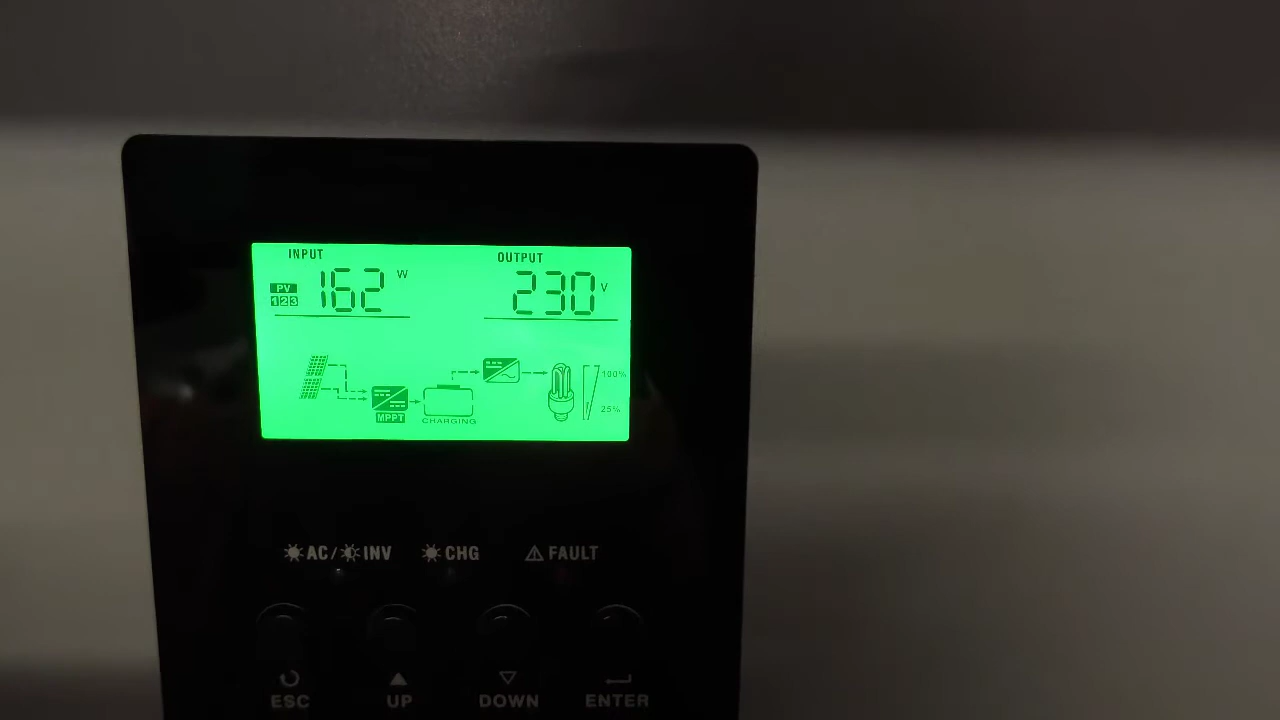 INPUT OUTPUT
PV 162 W 230 V
123
100%
MPPT 25%
CHARGING
AC/ INV CHG FAULT
ESC UP DOWN ENTER